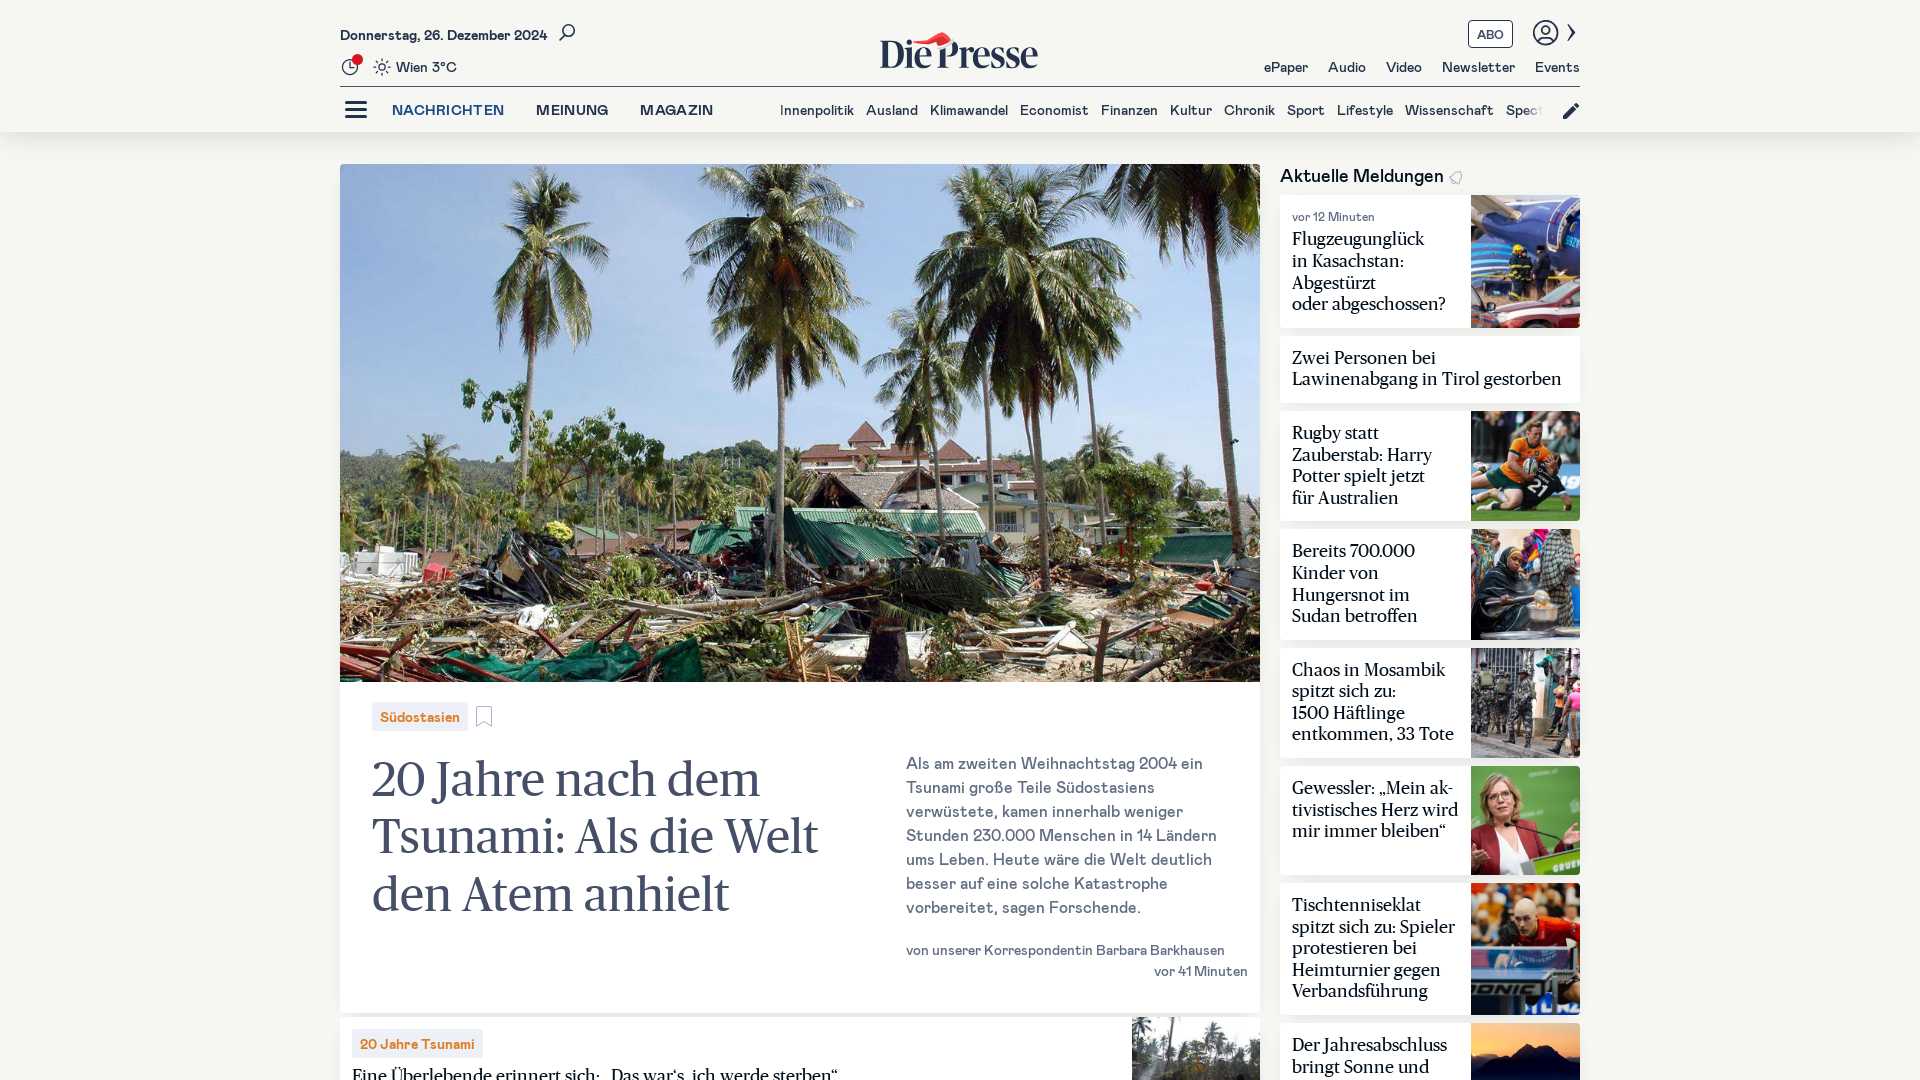 Donnerstag, 26. Dezember 2024
Wien 3°C
Die Presse
ABO
ePaper Audio Video Newsletter Events
NACHRICHTEN MEINUNG MAGAZIN
Innenpolitik Ausland Klimawandel Economist Finanzen Kultur Chronik Sport Lifestyle Wissenschaft Spect
Südostasien
20 Jahre nach dem
Tsunami: Als die Welt
den Atem anhielt
Als am zweiten Weihnachtstag 2004 ein
Tsunami große Teile Südostasiens
verwüstete, kamen innerhalb weniger
Stunden 230.000 Menschen in 14 Ländern
ums Leben. Heute wäre die Welt deutlich
besser auf eine solche Katastrophe
vorbereitet, sagen Forschende.
von unserer Korrespondentin Barbara Barkhausen
vor 41 Minuten
20 Jahre Tsunami
Eine Überlebende erinnert sich: „Das war‘s, ich werde sterben“
Aktuelle Meldungen
vor 12 Minuten
Flugzeugunglück
in Kasachstan:
Abgestürzt
oder abgeschossen?
Zwei Personen bei
Lawinenabgang in Tirol gestorben
Rugby statt
Zauberstab: Harry
Potter spielt jetzt
für Australien
21
Bereits 700.000
Kinder von
Hungersnot im
Sudan betroffen
Chaos in Mosambik
spitzt sich zu:
1500 Häftlinge
entkommen, 33 Tote
Gewessler: „Mein ak-
tivistisches Herz wird
mir immer bleiben“
Tischtenniseklat
spitzt sich zu: Spieler
protestieren bei
Heimturnier gegen
Verbandsführung
Der Jahresabschluss
bringt Sonne und